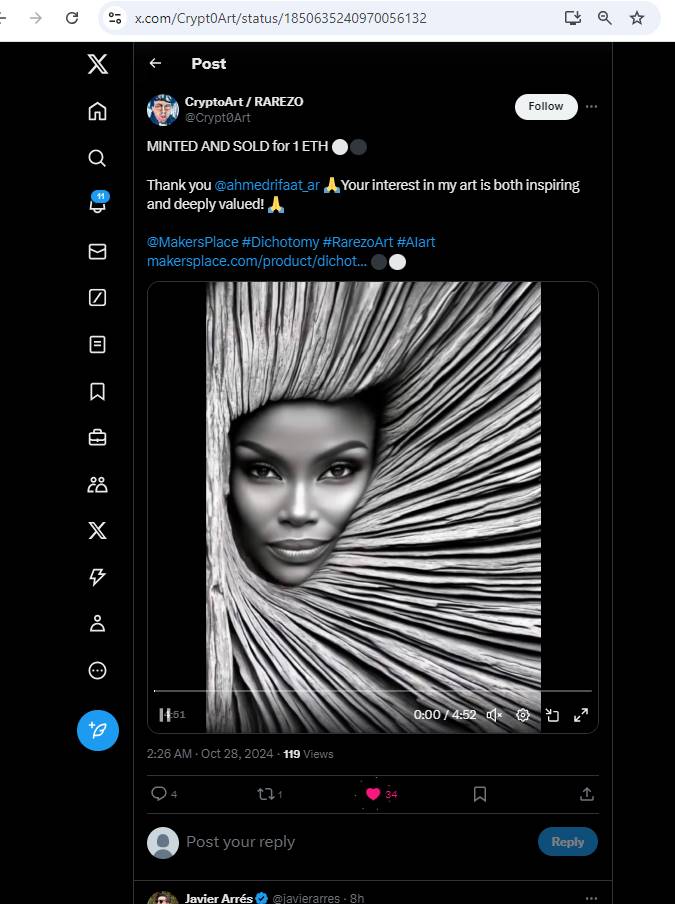 x.com/Crypt0Art/status/1850635240970056132
Post
CryptoArt / RAREZO
@Crypt0Art
Follow
MINTED AND SOLD for 1 ETH ⚪⚫
11
Thank you @ahmedrifaat_ar 🙏Your interest in my art is both inspiring
and deeply valued! 🙏
@MakersPlace #Dichotomy #RarezoArt #AIart
makersplace.com/product/dichot... ⚫⚪
0:00 / 4:52
2:26 AM · Oct 28, 2024 · 119 Views
4 1 34
Post your reply
Reply
Javier Arrés @javierarres · 8h